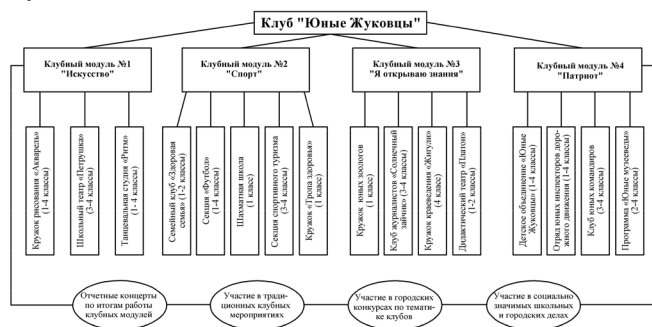 Клуб "Юные Жуковцы"
Клубный модуль №1
"Искусство"
Клубный модуль №2
"Спорт"
Клубный модуль №3
"Я открываю знания"
Клубный модуль №4
"Патриот"
Кружок рисования «Акварель»
(1-4 классы)
Школьный театр «Петрушка»
(3-4 классы)
Танцевальная студия «Ритм»
(1- 4 классы)
Семейный клуб «Здоровая
семья» (1-2 классы)
Секция «Футбол»
(1-4 классы)
Шахматная школа
(1 класс)
Секция спортивного туризма
(3-4 классы)
Кружок «Тропа здоровья»
(1 класс)
Кружок юных зоологов
(1 класс)
Клуб журналистов «Солнечный
зайчик» (3-4 классы)
Кружок краеведения «Жигули»
(4 класс)
Дидактический театр «Платон»
(1-2 классы)
Детское объединение «Юные
Жуковцы» (1-4 классы)
Отряд юных инспекторов доро-
жного движения (1-4 классы)
Клуб юных командиров
(3-4 классы)
Программа «Юные музееведы»
(2-4 классы)
Отчетные концерты
по итогам работы
клубных модулей
Участие в тради-
ционных клубных
мероприятиях
Участие в городских
конкурсах по темати-
ке клубов
Участие в социально
значимых школьных
и городских делах